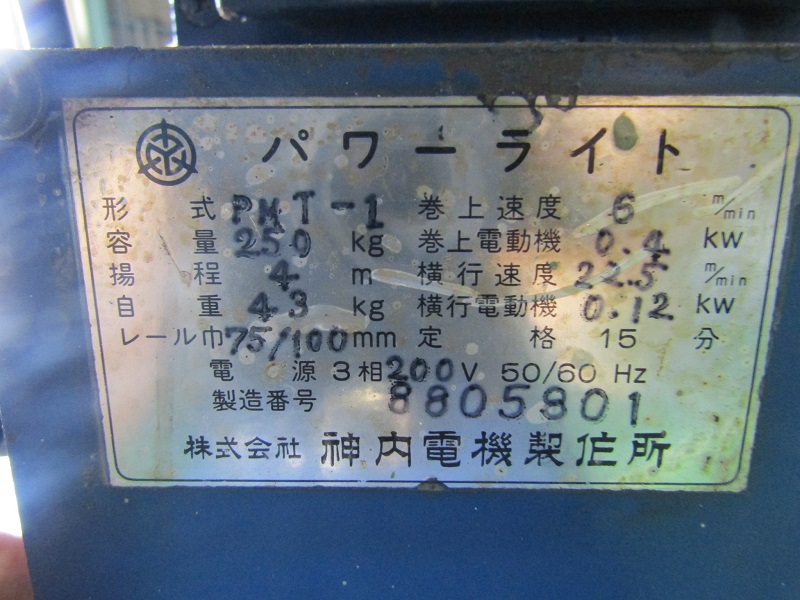 パワーライト
形式 PMT-1 巻上速度 6 m/min
容量 250 kg 巻上電動機 0.4 kW
揚程 4 m 横行速度 22.5 m/min
自重 43 kg 横行電動機 0.12 kW
レール巾 75/100 mm 定格 15 分
電源 3相 200 V 50/60 Hz
製造番号 8805801
株式会社 神内電機製作所